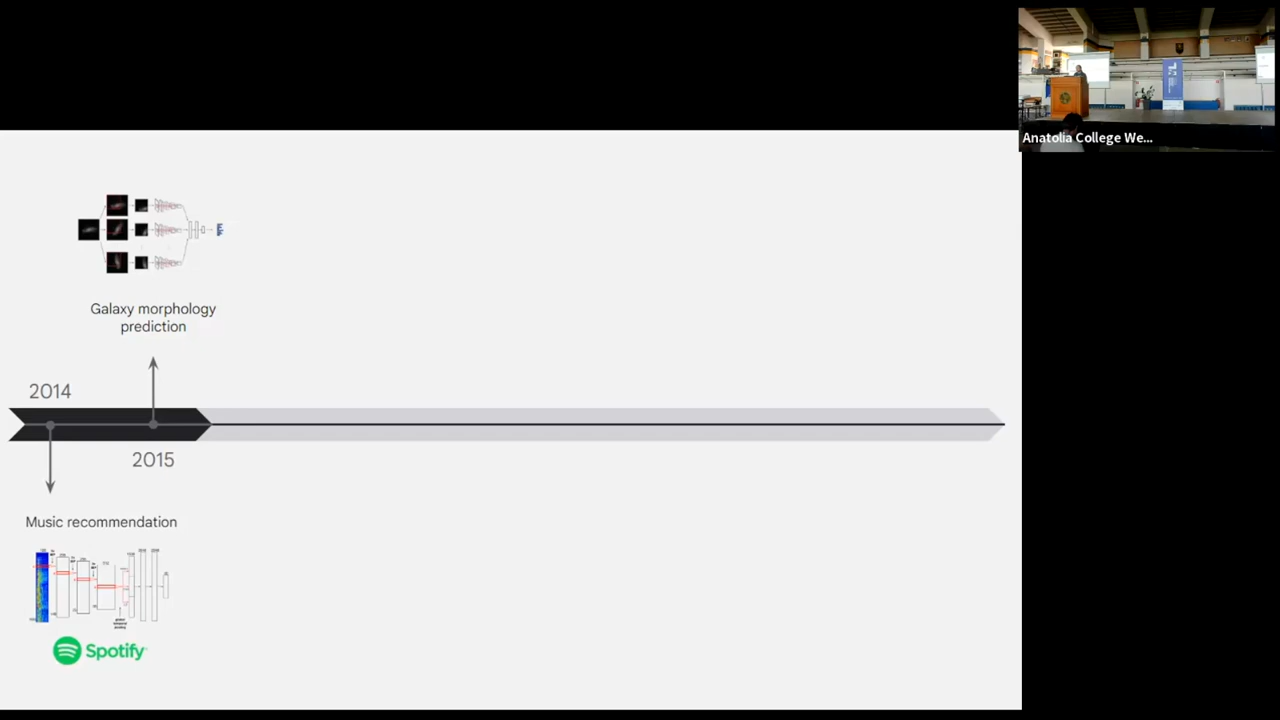 Anatolia College We...
Galaxy morphology
prediction
2014
2015
Music recommendation
Spotify